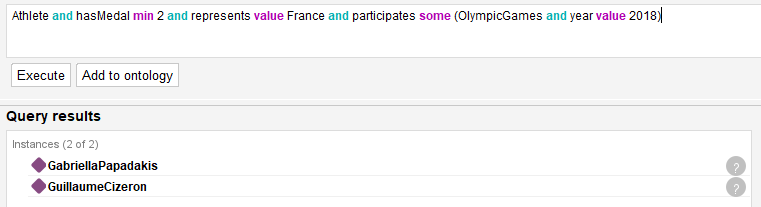 Athlete and hasMedal min 2 and represents value France and participates some (OlympicGames and year value 2018)
Execute
Add to ontology
Query results
Instances (2 of 2)
GabriellaPapadakis
?
GuillaumeCizeron
?